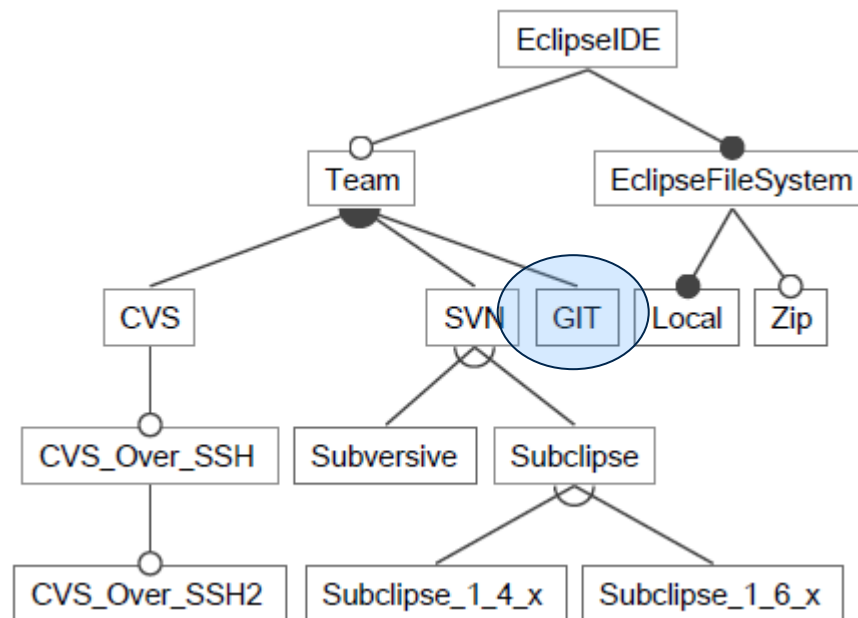 EclipseIDE
Team
EclipseFileSystem
CVS
SVN
GIT
Local
Zip
CVS_Over_SSH
Subversive
Subclipse
CVS_Over_SSH2
Subclipse_1_4_x
Subclipse_1_6_x